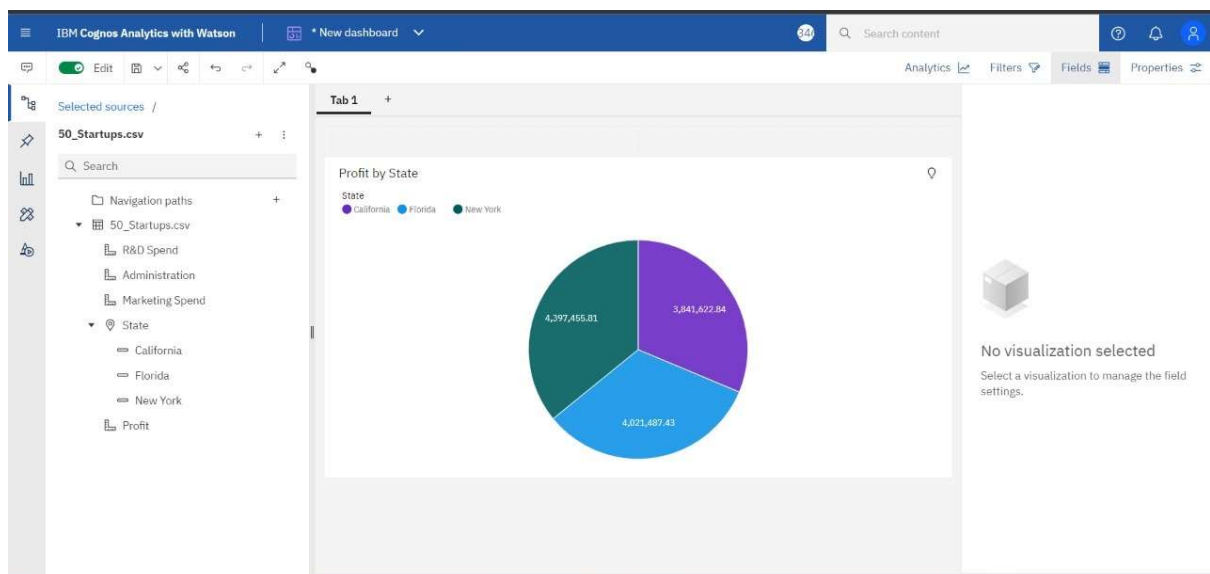 IBM Cognos Analytics with Watson
* New dashboard
Search content
Edit
Analytics
Filters
Fields
Properties
Selected sources /
50_Startups.csv
Search
Navigation paths
50_Startups.csv
R&D Spend
Administration
Marketing Spend
State
California
Florida
New York
Profit
Tab 1
Profit by State
State
California Florida New York
4,397,455.81
3,841,622.84
4,021,487.43
No visualization selected
Select a visualization to manage the field
settings.